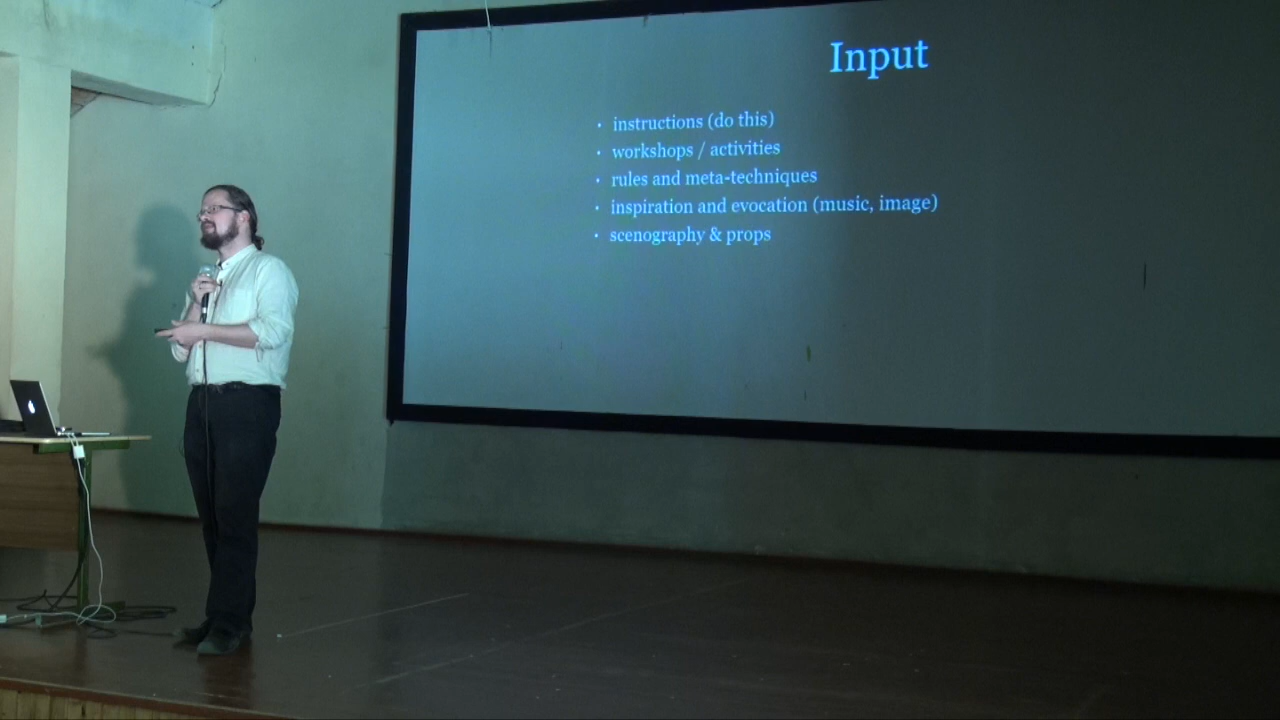 Input
• instructions (do this)
• workshops / activities
• rules and meta-techniques
• inspiration and evocation (music, image)
• scenography & props